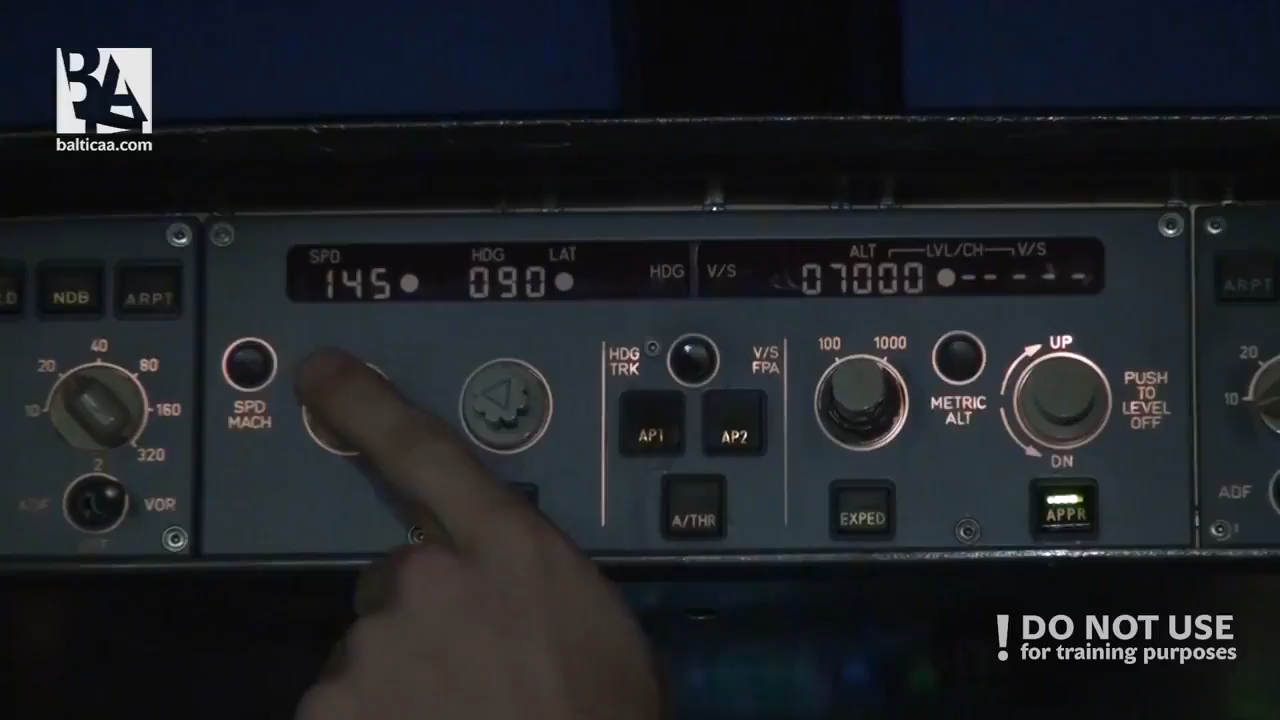 BA
balticaa.com
SPD HDG LAT ALT LVL/CH V/S
145 090 HDG V/S 07000 - - - - -
NDB ARPT
ARPT
40
20 80
10 160
320
2
ADF VOR
SPD
MACH
HDG
TRK
V/S
FPA
AP1 AP2
A/THR
100 1000
METRIC
ALT
EXPED
UP
DN
PUSH
TO
LEVEL
OFF
APPR
20
10
ADF
! DO NOT USE
for training purposes